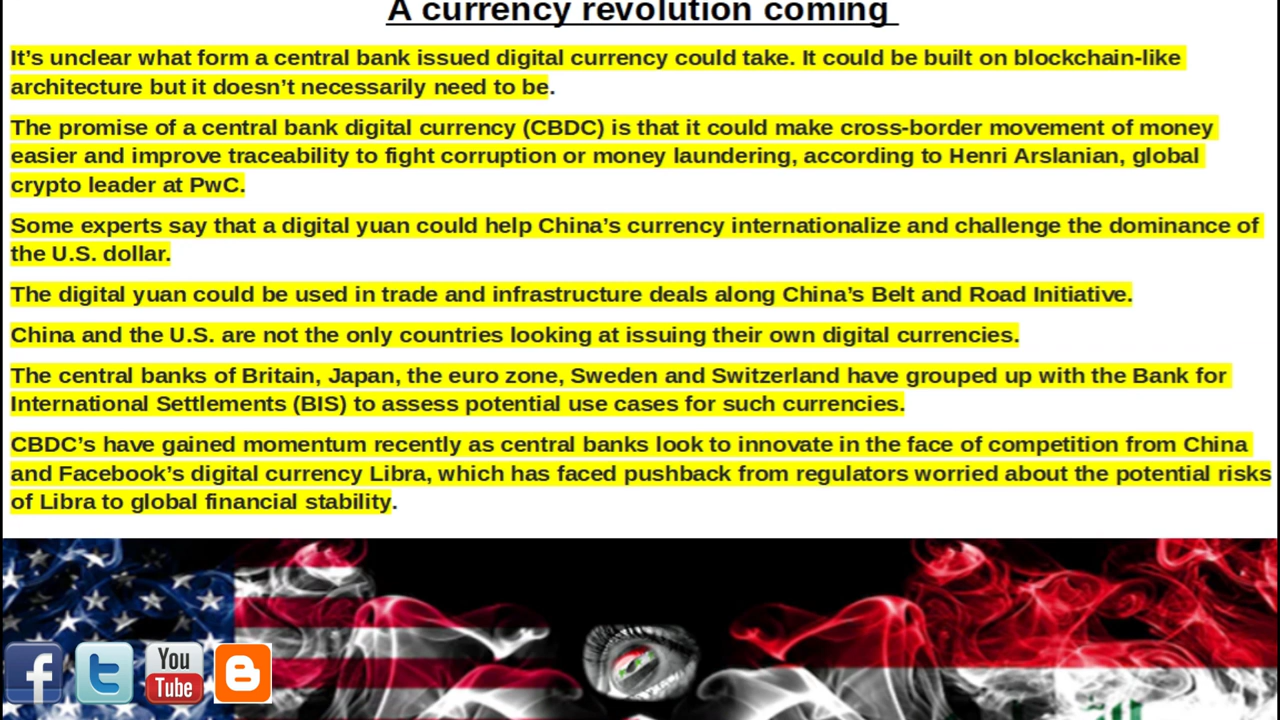 A currency revolution coming
It’s unclear what form a central bank issued digital currency could take. It could be built on blockchain-like
architecture but it doesn’t necessarily need to be.
The promise of a central bank digital currency (CBDC) is that it could make cross-border movement of money
easier and improve traceability to fight corruption or money laundering, according to Henri Arslanian, global
crypto leader at PwC.
Some experts say that a digital yuan could help China’s currency internationalize and challenge the dominance of
the U.S. dollar.
The digital yuan could be used in trade and infrastructure deals along China’s Belt and Road Initiative.
China and the U.S. are not the only countries looking at issuing their own digital currencies.
The central banks of Britain, Japan, the euro zone, Sweden and Switzerland have grouped up with the Bank for
International Settlements (BIS) to assess potential use cases for such currencies.
CBDC’s have gained momentum recently as central banks look to innovate in the face of competition from China
and Facebook’s digital currency Libra, which has faced pushback from regulators worried about the potential risks
of Libra to global financial stability.
You
Tube